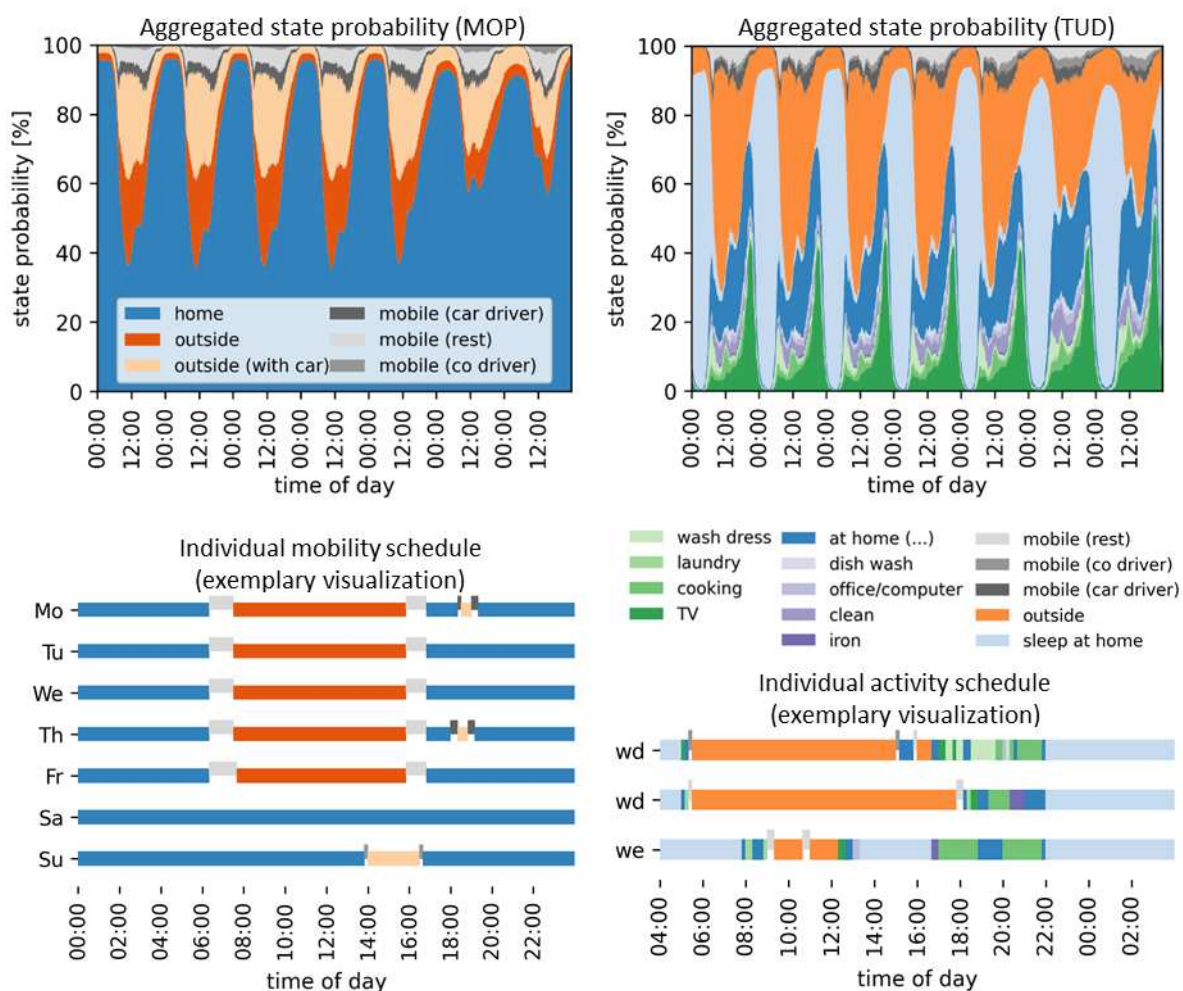 Aggregated state probability (MOP)
100
80
60
40
20
0
state probability [%]
home
outside
outside (with car)
mobile (car driver)
mobile (rest)
mobile (co driver)
00:00
12:00
00:00
12:00
00:00
12:00
00:00
12:00
00:00
12:00
00:00
12:00
00:00
12:00
time of day
Aggregated state probability (TUD)
100
80
60
40
20
0
state probability [%]
00:00
12:00
00:00
12:00
00:00
12:00
00:00
12:00
00:00
12:00
00:00
12:00
00:00
12:00
time of day
Individual mobility schedule
(exemplary visualization)
Mo
Tu
We
Th
Fr
Sa
Su
00:00
02:00
04:00
06:00
08:00
10:00
12:00
14:00
16:00
18:00
20:00
22:00
time of day
wash dress
laundry
cooking
TV
at home (...)
dish wash
office/computer
clean
iron
mobile (rest)
mobile (co driver)
mobile (car driver)
outside
sleep at home
Individual activity schedule
(exemplary visualization)
wd
wd
we
04:00
06:00
08:00
10:00
12:00
14:00
16:00
18:00
20:00
22:00
00:00
02:00
time of day